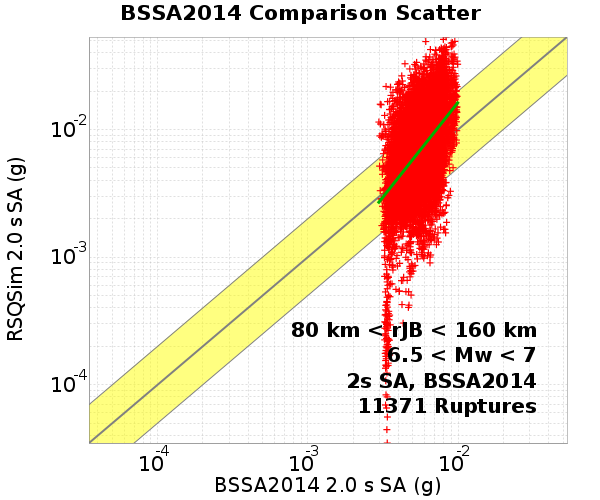 BSSA2014 Comparison Scatter
RSQSim 2.0 s SA (g)
10-2
10-3
10-4
80 km < rJB < 160 km
6.5 < Mw < 7
2s SA, BSSA2014
11371 Ruptures
10-4 10-3 10-2
BSSA2014 2.0 s SA (g)